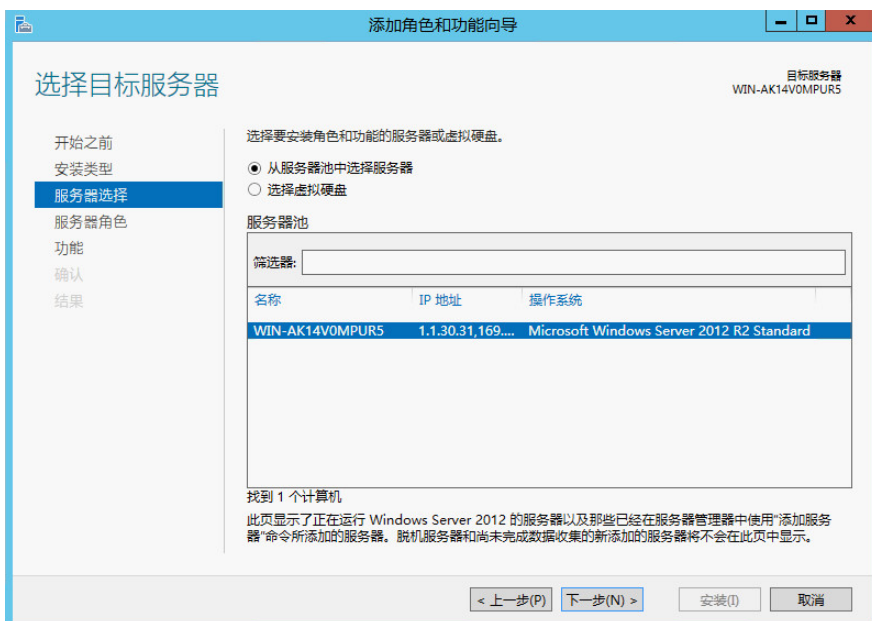 添加角色和功能向导
选择目标服务器
目标服务器
WIN-AK14V0MPUR5
开始之前
安装类型
服务器选择
服务器角色
功能
确认
结果
选择要安装角色和功能的服务器或虚拟硬盘。
从服务器池中选择服务器
选择虚拟硬盘
服务器池
筛选器:
名称 IP 地址 操作系统
WIN-AK14V0MPUR5 1.1.30.31,169.... Microsoft Windows Server 2012 R2 Standard
找到 1 个计算机
此页显示了正在运行 Windows Server 2012 的服务器以及那些已经在服务器管理器中使用"添加服务
器"命令所添加的服务器。脱机服务器和尚未完成数据收集的新添加的服务器将不会在此页中显示。
< 上一步(P) 下一步(N) > 安装(I) 取消